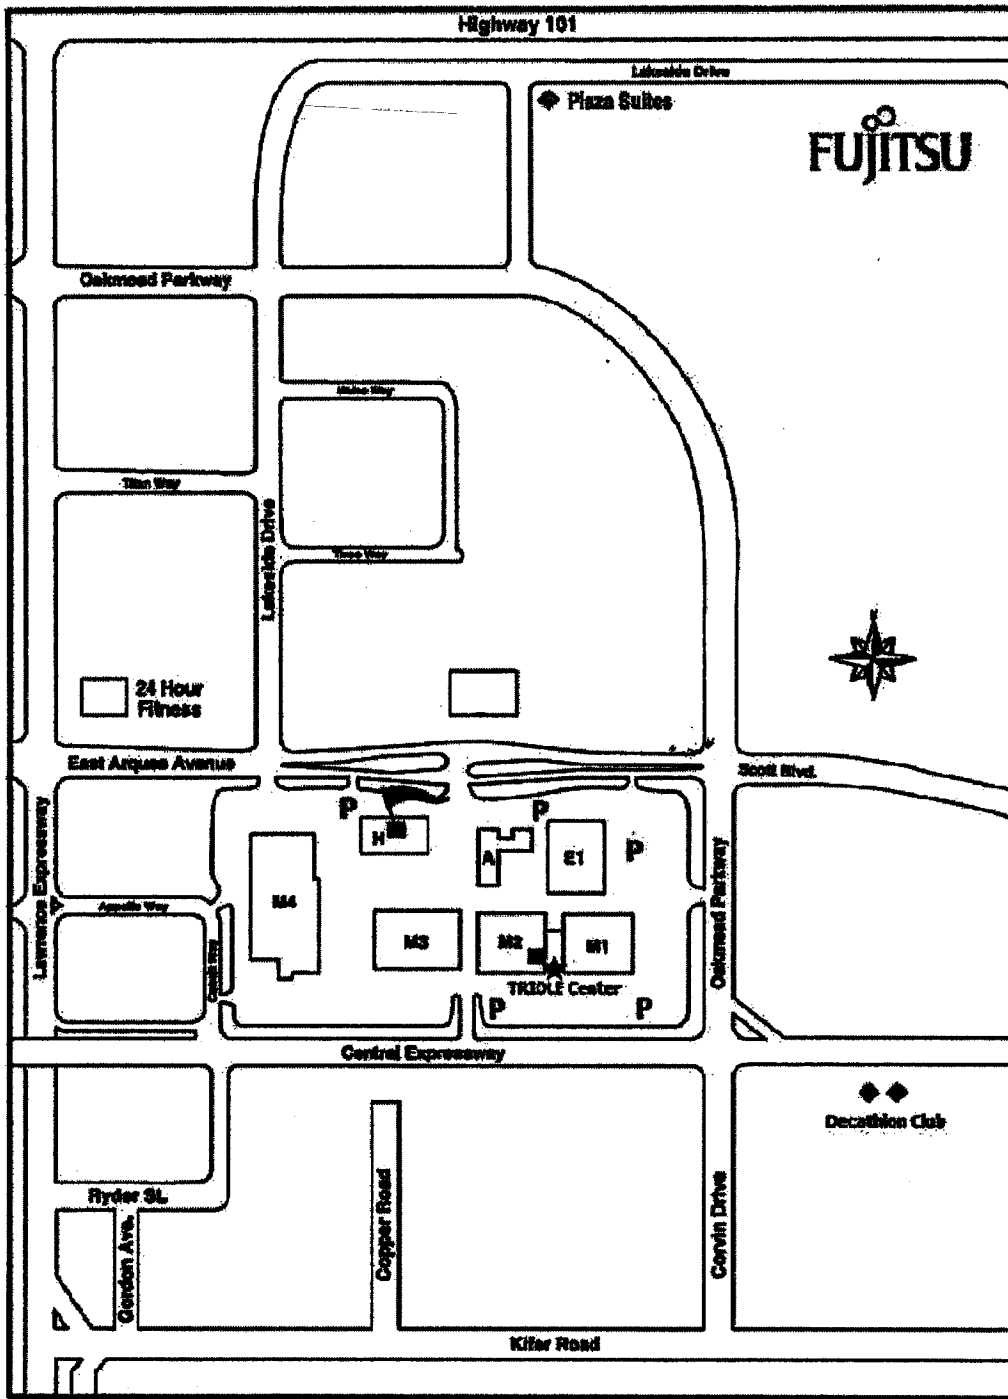 Highway 101
Lakeside Drive
Plaza Suites
FUJITSU
Oakmead Parkway
Titan Way
Lakeside Drive
24 Hour
Fitness
East Arques Avenue
Scott Blvd.
P
P
H
A
E1
P
M4
Lawrence Expressway
Oakmead Parkway
M3
M2
M1
TRIOLE Center
P
P
Central Expressway
Decathlon Club
Ryder St.
Gordon Ave.
Copper Road
Corvin Drive
Kifer Road